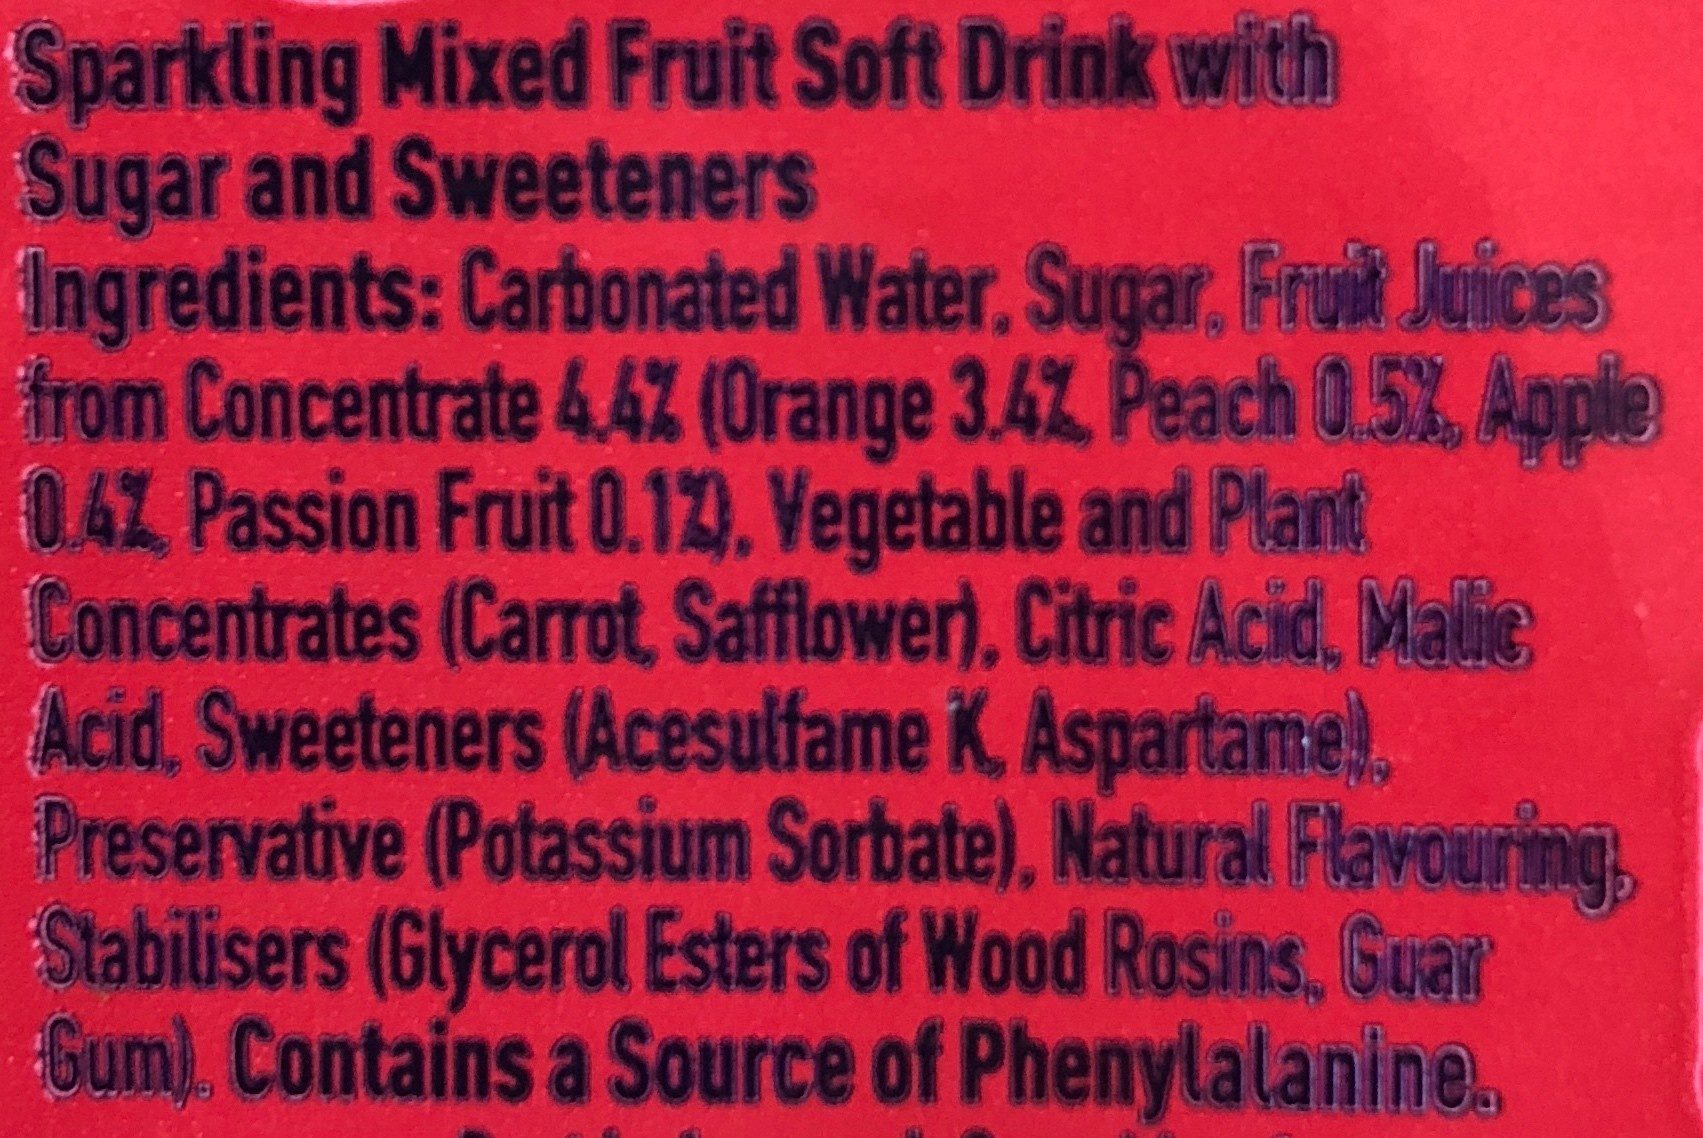 Sparkling Mixed Fruit Soft Drink with
Sugar and Sweeteners
Ingredients: Carbonated Water, Sugar, Fruit Juices
from Concentrate 4.4% (Orange 3.4%, Peach 0.5%, Apple
0.4%, Passion Fruit 0.1%), Vegetable and Plant
Concentrates (Carrot, Safflower), Citric Acid, Malic
Acid, Sweeteners (Acesulfame K, Aspartame),
Preservative (Potassium Sorbate), Natural Flavouring,
Stabilisers (Glycerol Esters of Wood Rosins, Guar
Gum). Contains a Source of Phenylalanine.